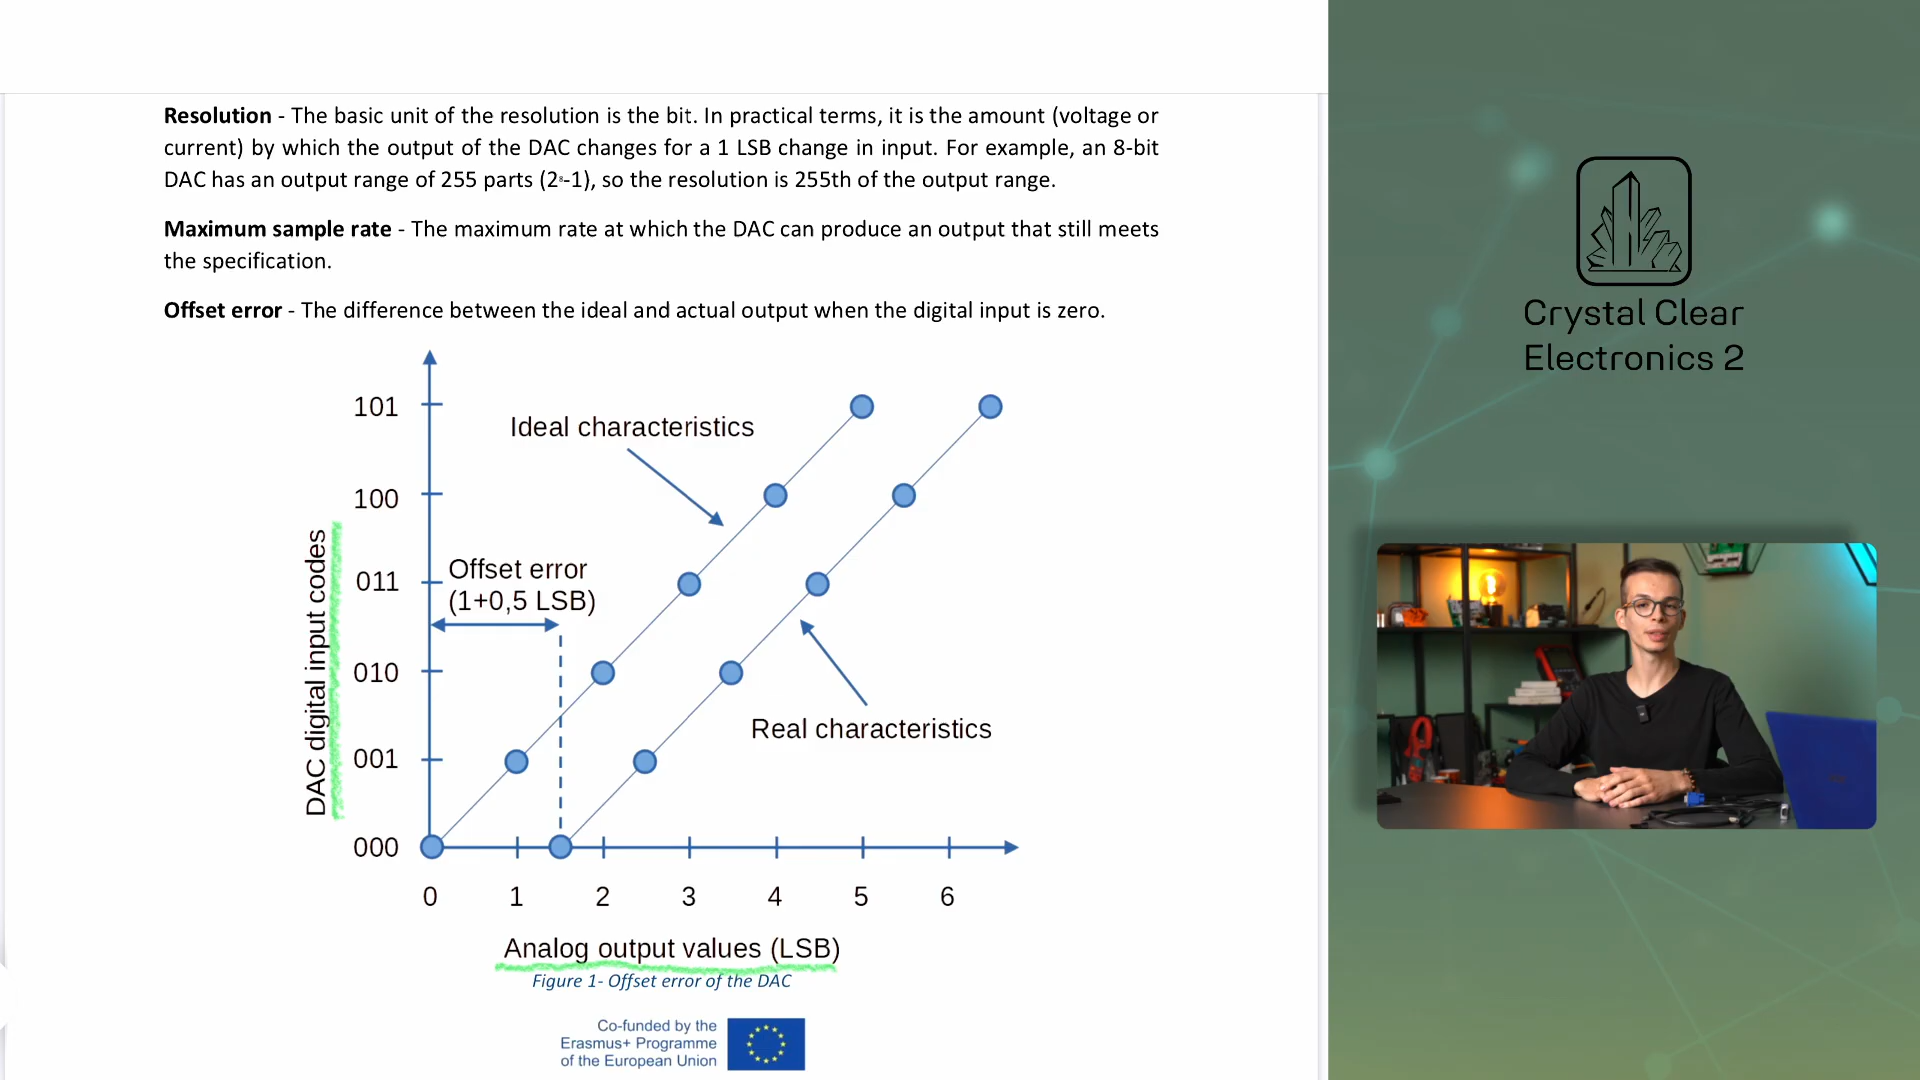 Resolution - The basic unit of the resolution is the bit. In practical terms, it is the amount (voltage or
current) by which the output of the DAC changes for a 1 LSB change in input. For example, an 8-bit
DAC has an output range of 255 parts (2⁸-1), so the resolution is 255th of the output range.
Maximum sample rate - The maximum rate at which the DAC can produce an output that still meets
the specification.
Offset error - The difference between the ideal and actual output when the digital input is zero.
101
100
011
010
001
000
DAC digital input codes
Ideal characteristics
Offset error
(1+0,5 LSB)
Real characteristics
0 1 2 3 4 5 6
Analog output values (LSB)
Figure 1- Offset error of the DAC
Co-funded by the
Erasmus+ Programme
of the European Union
Crystal Clear
Electronics 2